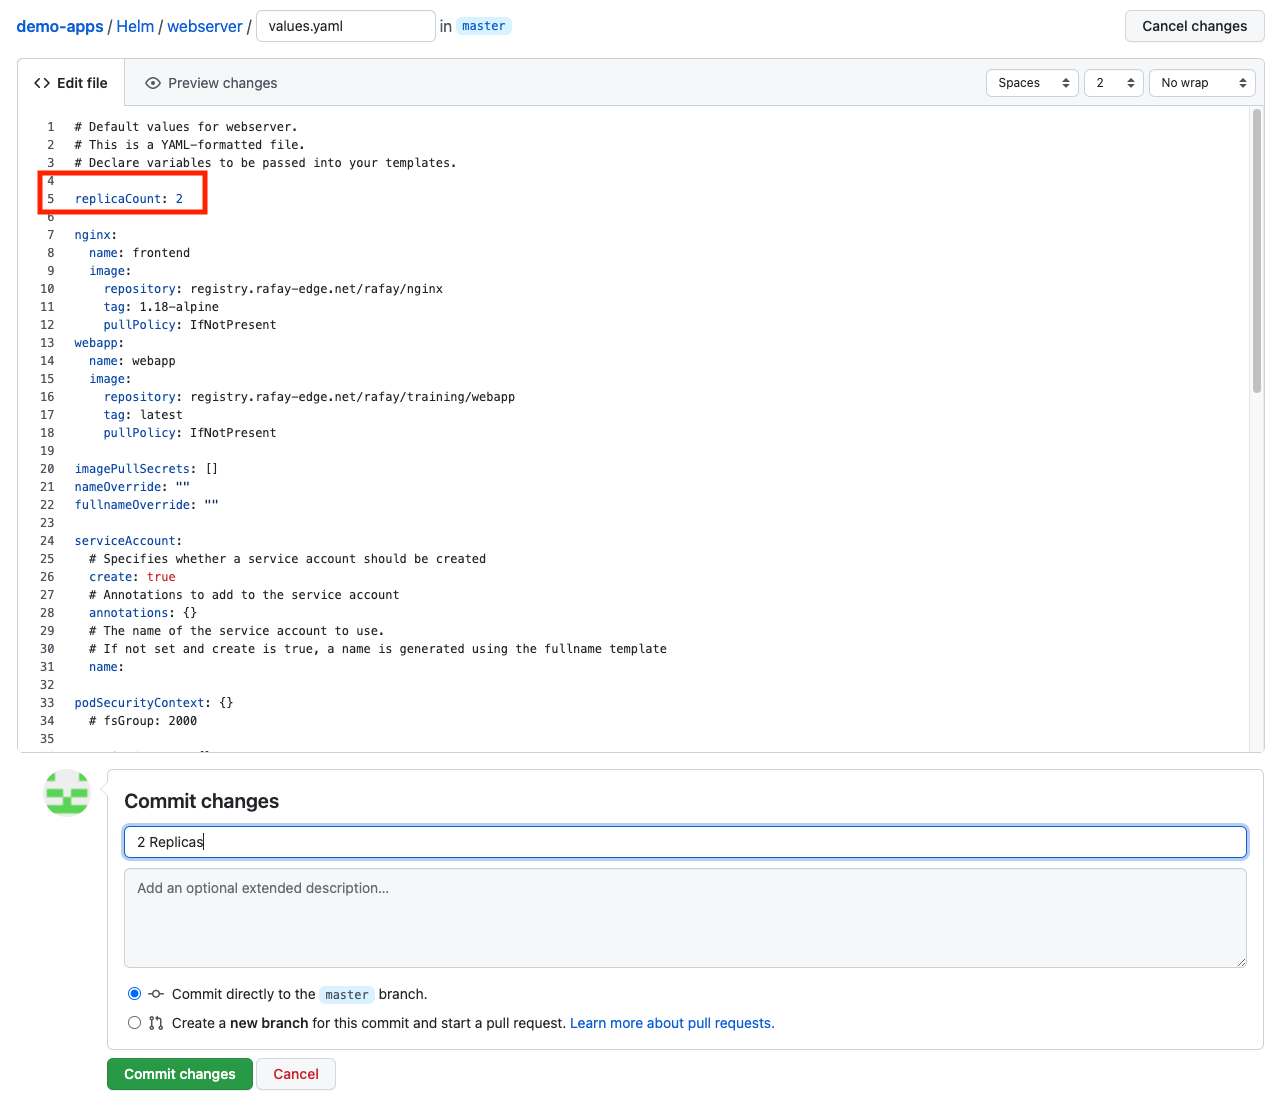 demo-apps / Helm / webserver / values.yaml in master Cancel changes
Edit file Preview changes Spaces 2 No wrap
1 # Default values for webserver.
2 # This is a YAML-formatted file.
3 # Declare variables to be passed into your templates.
4
5 replicaCount: 2
6
7 nginx:
8 name: frontend
9 image:
10 repository: registry.rafay-edge.net/rafay/nginx
11 tag: 1.18-alpine
12 pullPolicy: IfNotPresent
13 webapp:
14 name: webapp
15 image:
16 repository: registry.rafay-edge.net/rafay/training/webapp
17 tag: latest
18 pullPolicy: IfNotPresent
19
20 imagePullSecrets: []
21 nameOverride: ""
22 fullnameOverride: ""
23
24 serviceAccount:
25 # Specifies whether a service account should be created
26 create: true
27 # Annotations to add to the service account
28 annotations: {}
29 # The name of the service account to use.
30 # If not set and create is true, a name is generated using the fullname template
31 name:
32
33 podSecurityContext: {}
34 # fsGroup: 2000
35
Commit changes
2 Replicas
Add an optional extended description...
Commit directly to the master branch.
Create a new branch for this commit and start a pull request. Learn more about pull requests.
Commit changes Cancel